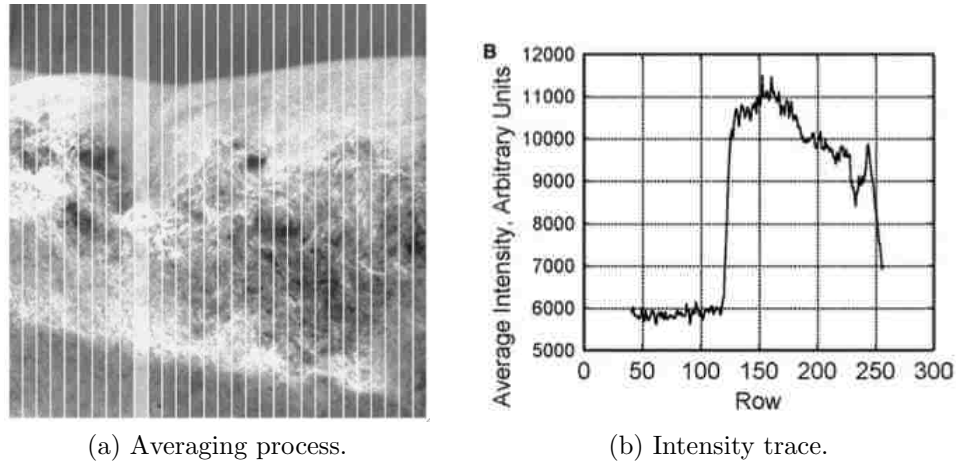 B
12000
11000
10000
9000
8000
7000
6000
5000
Average Intensity, Arbitrary Units
0 50 100 150 200 250 300
Row
(a) Averaging process.
(b) Intensity trace.